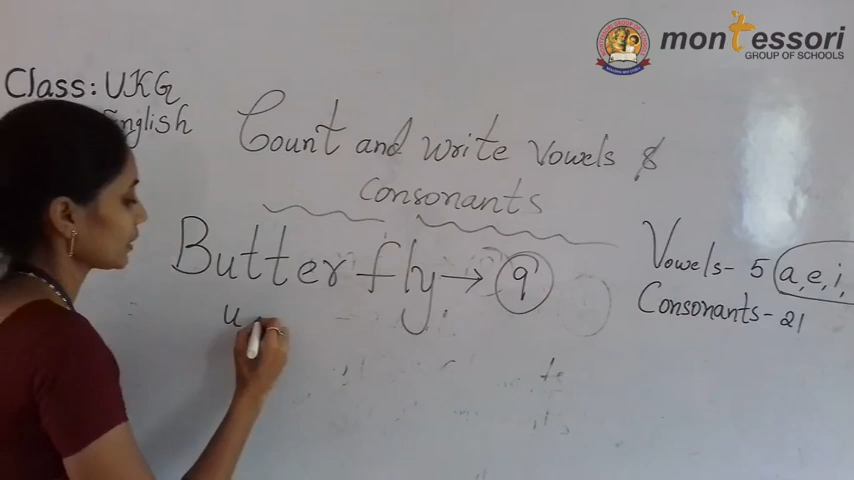 montessori
GROUP OF SCHOOLS
Class: UKG
English
Count and write Vowels &
Consonants
Butterfly → 9
u
Vowels - 5 a, e, i,
Consonants - 21